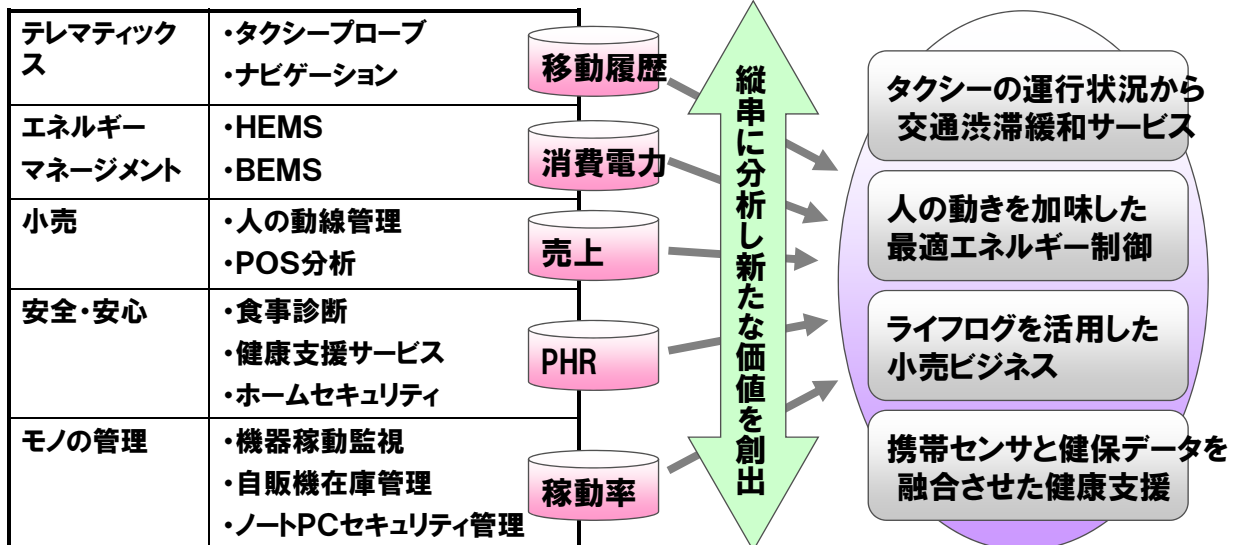 テレマティック
ス
・タクシープローブ
・ナビゲーション
移動履歴
エネルギー
マネージメント
・HEMS
・BEMS
消費電力
小売
・人の動線管理
・POS分析
売上
安全・安心
・食事診断
・健康支援サービス
・ホームセキュリティ
PHR
モノの管理
・機器稼動監視
・自販機在庫管理
・ノートPCセキュリティ管理
稼動率
縦串に分析し新たな価値を創出
タクシーの運行状況から
交通渋滞緩和サービス
人の動きを加味した
最適エネルギー制御
ライフログを活用した
小売ビジネス
携帯センサと健保データを
融合させた健康支援